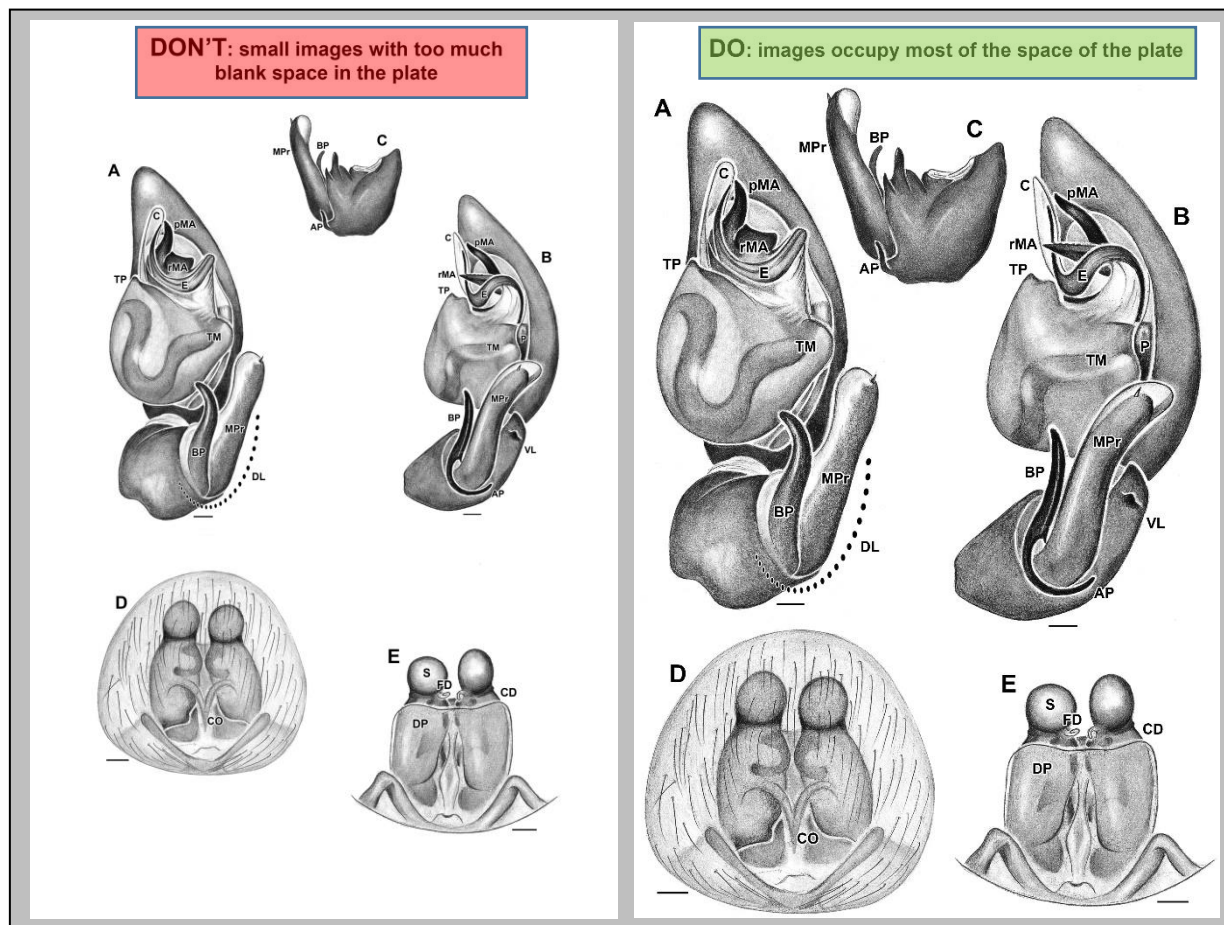 DON'T: small images with too much
blank space in the plate
MPr
BP
C
AP
A
C
pMA
rMA
TP
E
TM
BP
MPr
DL
C
pMA
B
rMA
TP
E
TM
P
MPr
BP
VL
AP
D
CO
E
S
FD
CD
DP
DO: images occupy most of the space of the plate
A
C
pMA
rMA
TP
E
TM
BP
MPr
DL
MPr
BP
C
AP
C
pMA
B
rMA
TP
E
P
TM
MPr
BP
VL
AP
D
CO
E
S
FD
CD
DP